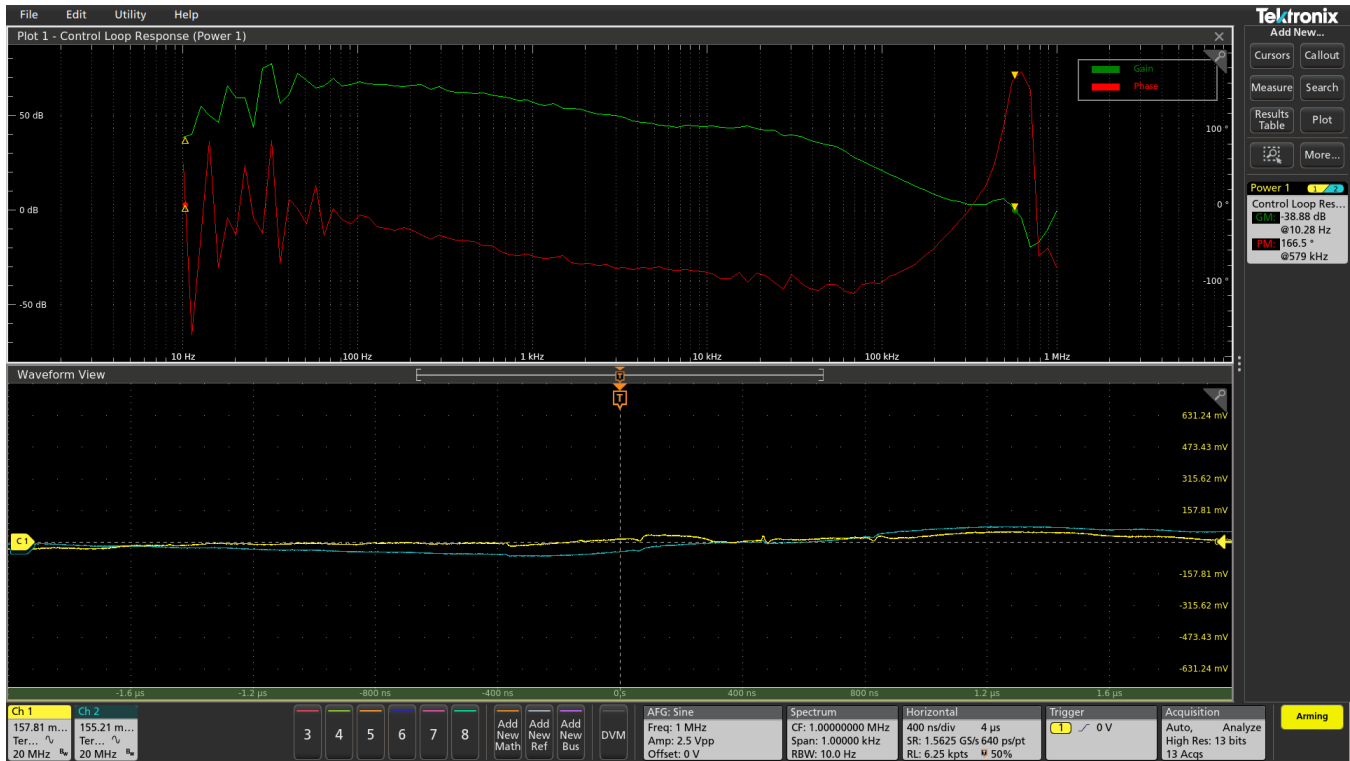 File Edit Utility Help
Tektronix
Add New...
Plot 1 - Control Loop Response (Power 1)
Cursors Callout
Measure Search
Results Table Plot
More...
Gain
Phase
50 dB
0 dB
-50 dB
100 °
0 °
-100 °
10 Hz 100 Hz 1 kHz 10 kHz 100 kHz 1 MHz
Power 1 1 2
Control Loop Res...
GM: -38.88 dB
@10.28 Hz
PM: 166.5 °
@579 kHz
Waveform View
T
T
631.24 mV
473.43 mV
315.62 mV
157.81 mV
C1
-157.81 mV
-315.62 mV
-473.43 mV
-631.24 mV
-1.6 µs -1.2 µs -800 ns -400 ns 0 s 400 ns 800 ns 1.2 µs 1.6 µs
Ch 1
157.81 m...
Ter...
20 MHz Bw
Ch 2
155.21 m...
Ter...
20 MHz Bw
3 4 5 6 7 8
Add New Math
Add New Ref
Add New Bus
DVM
AFG: Sine
Freq: 1 MHz
Amp: 2.5 Vpp
Offset: 0 V
Spectrum
CF: 1.00000000 MHz
Span: 1.00000 kHz
RBW: 10.0 Hz
Horizontal
400 ns/div 4 µs
SR: 1.5625 GS/s 640 ps/pt
RL: 6.25 kpts 50%
Trigger
1 0 V
Acquisition
Auto, Analyze
High Res: 13 bits
13 Acqs
Arming